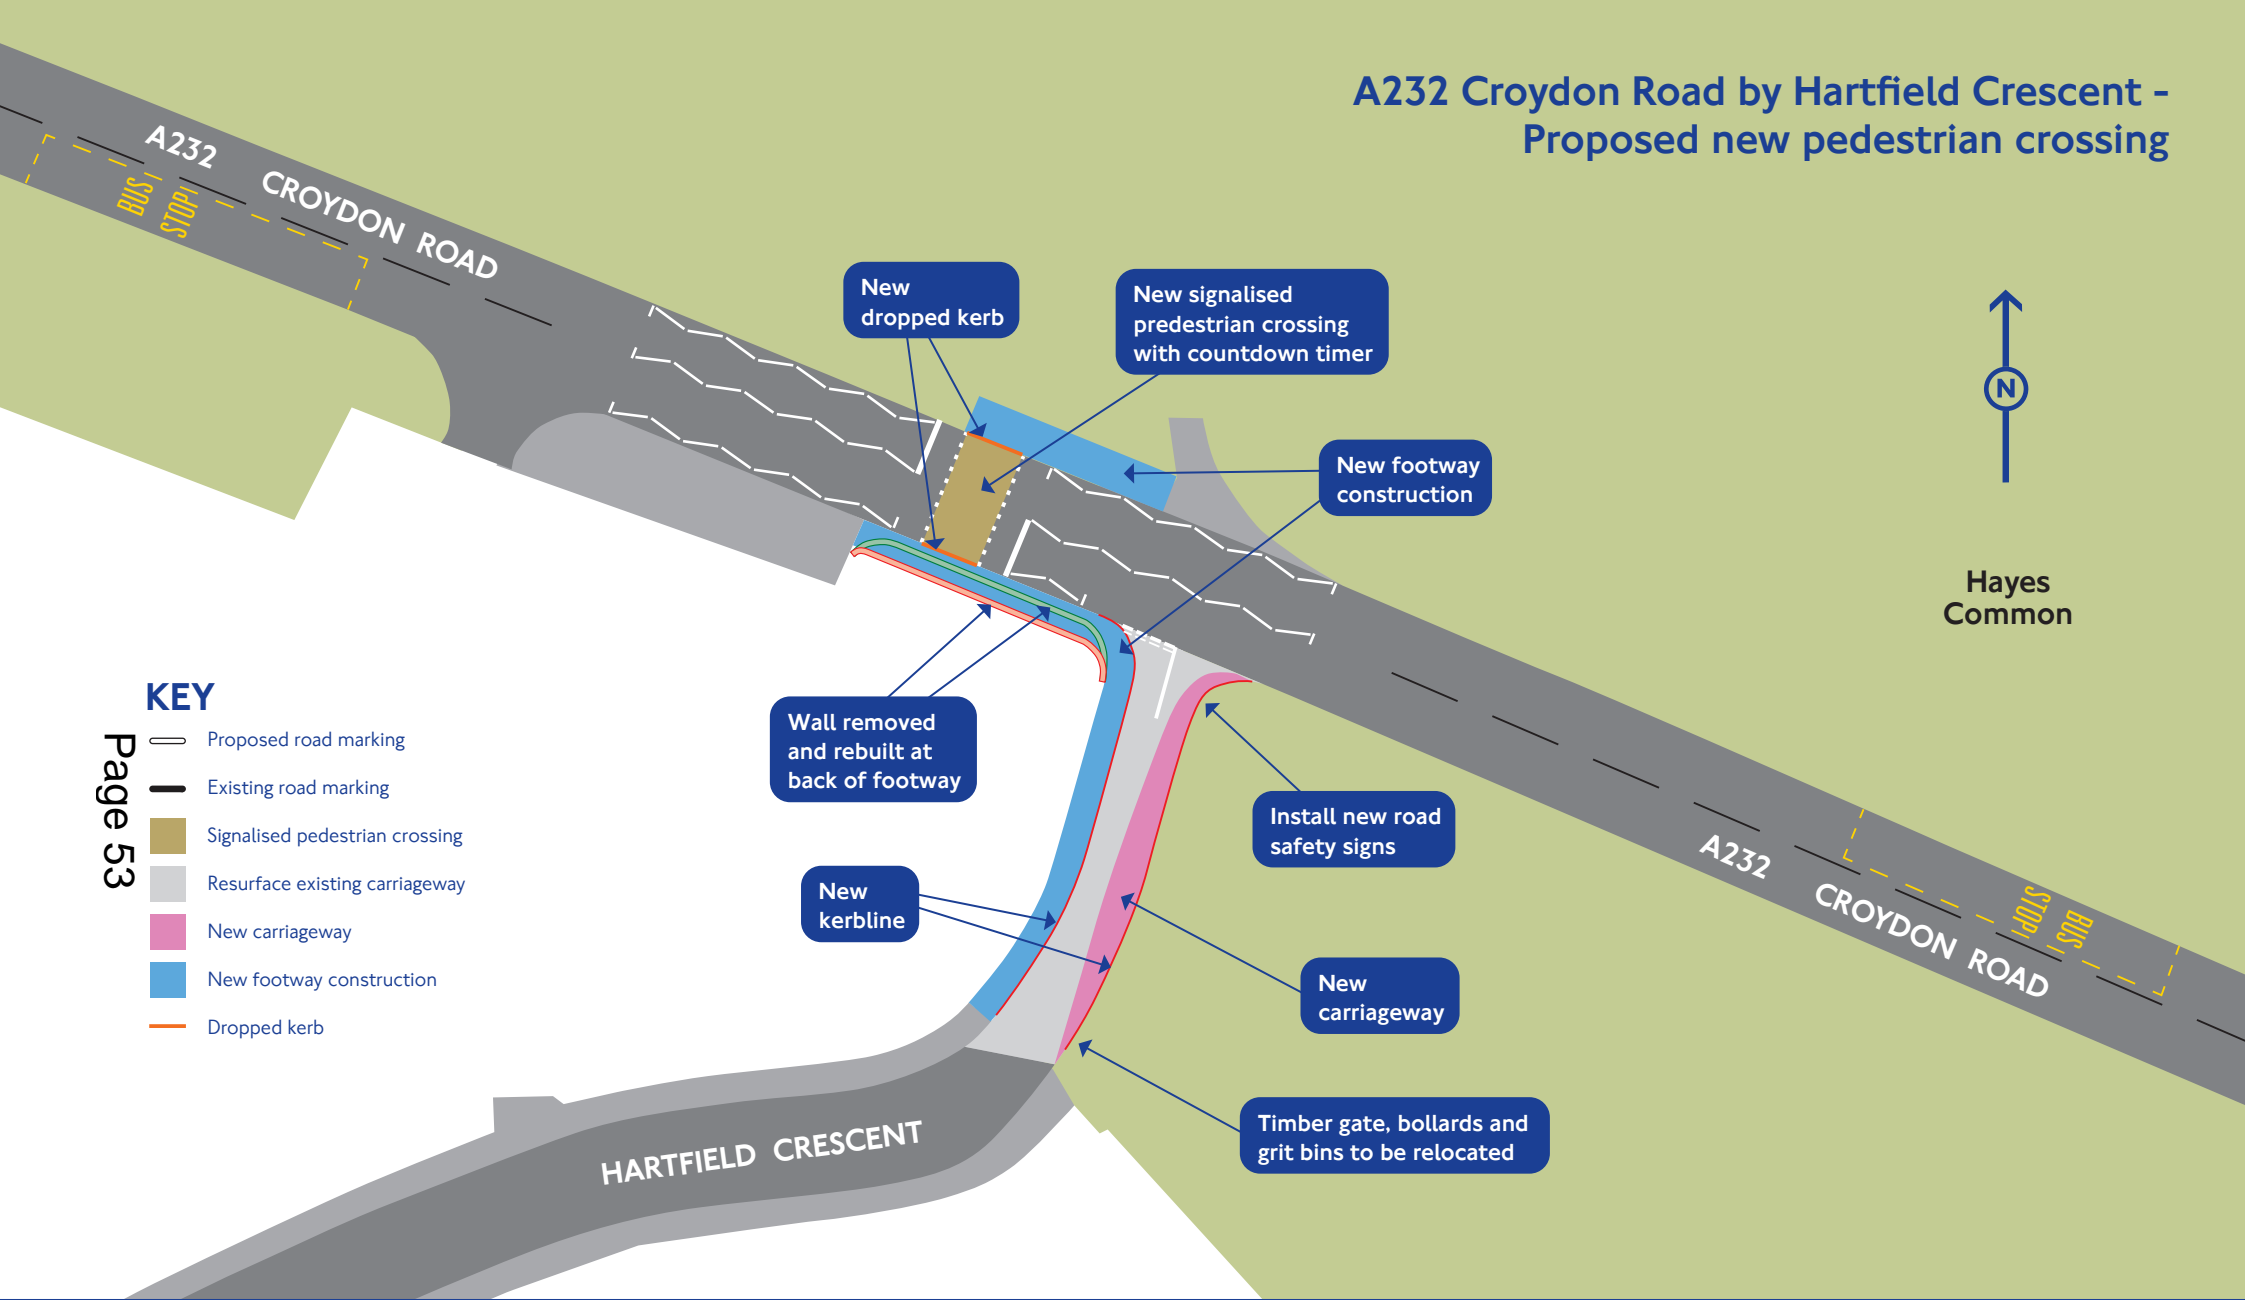 A232 Croydon Road by Hartfield Crescent -
Proposed new pedestrian crossing
A232 CROYDON ROAD
BUS
STOP
New
dropped kerb
New signalised
predestrian crossing
with countdown timer
New footway
construction
N
Hayes
Common
Wall removed
and rebuilt at
back of footway
Install new road
safety signs
New
kerbline
New
carriageway
Timber gate, bollards and
grit bins to be relocated
A232 CROYDON ROAD
BUS
STOP
HARTFIELD CRESCENT
KEY
Proposed road marking
Existing road marking
Signalised pedestrian crossing
Resurface existing carriageway
New carriageway
New footway construction
Dropped kerb
Page 53